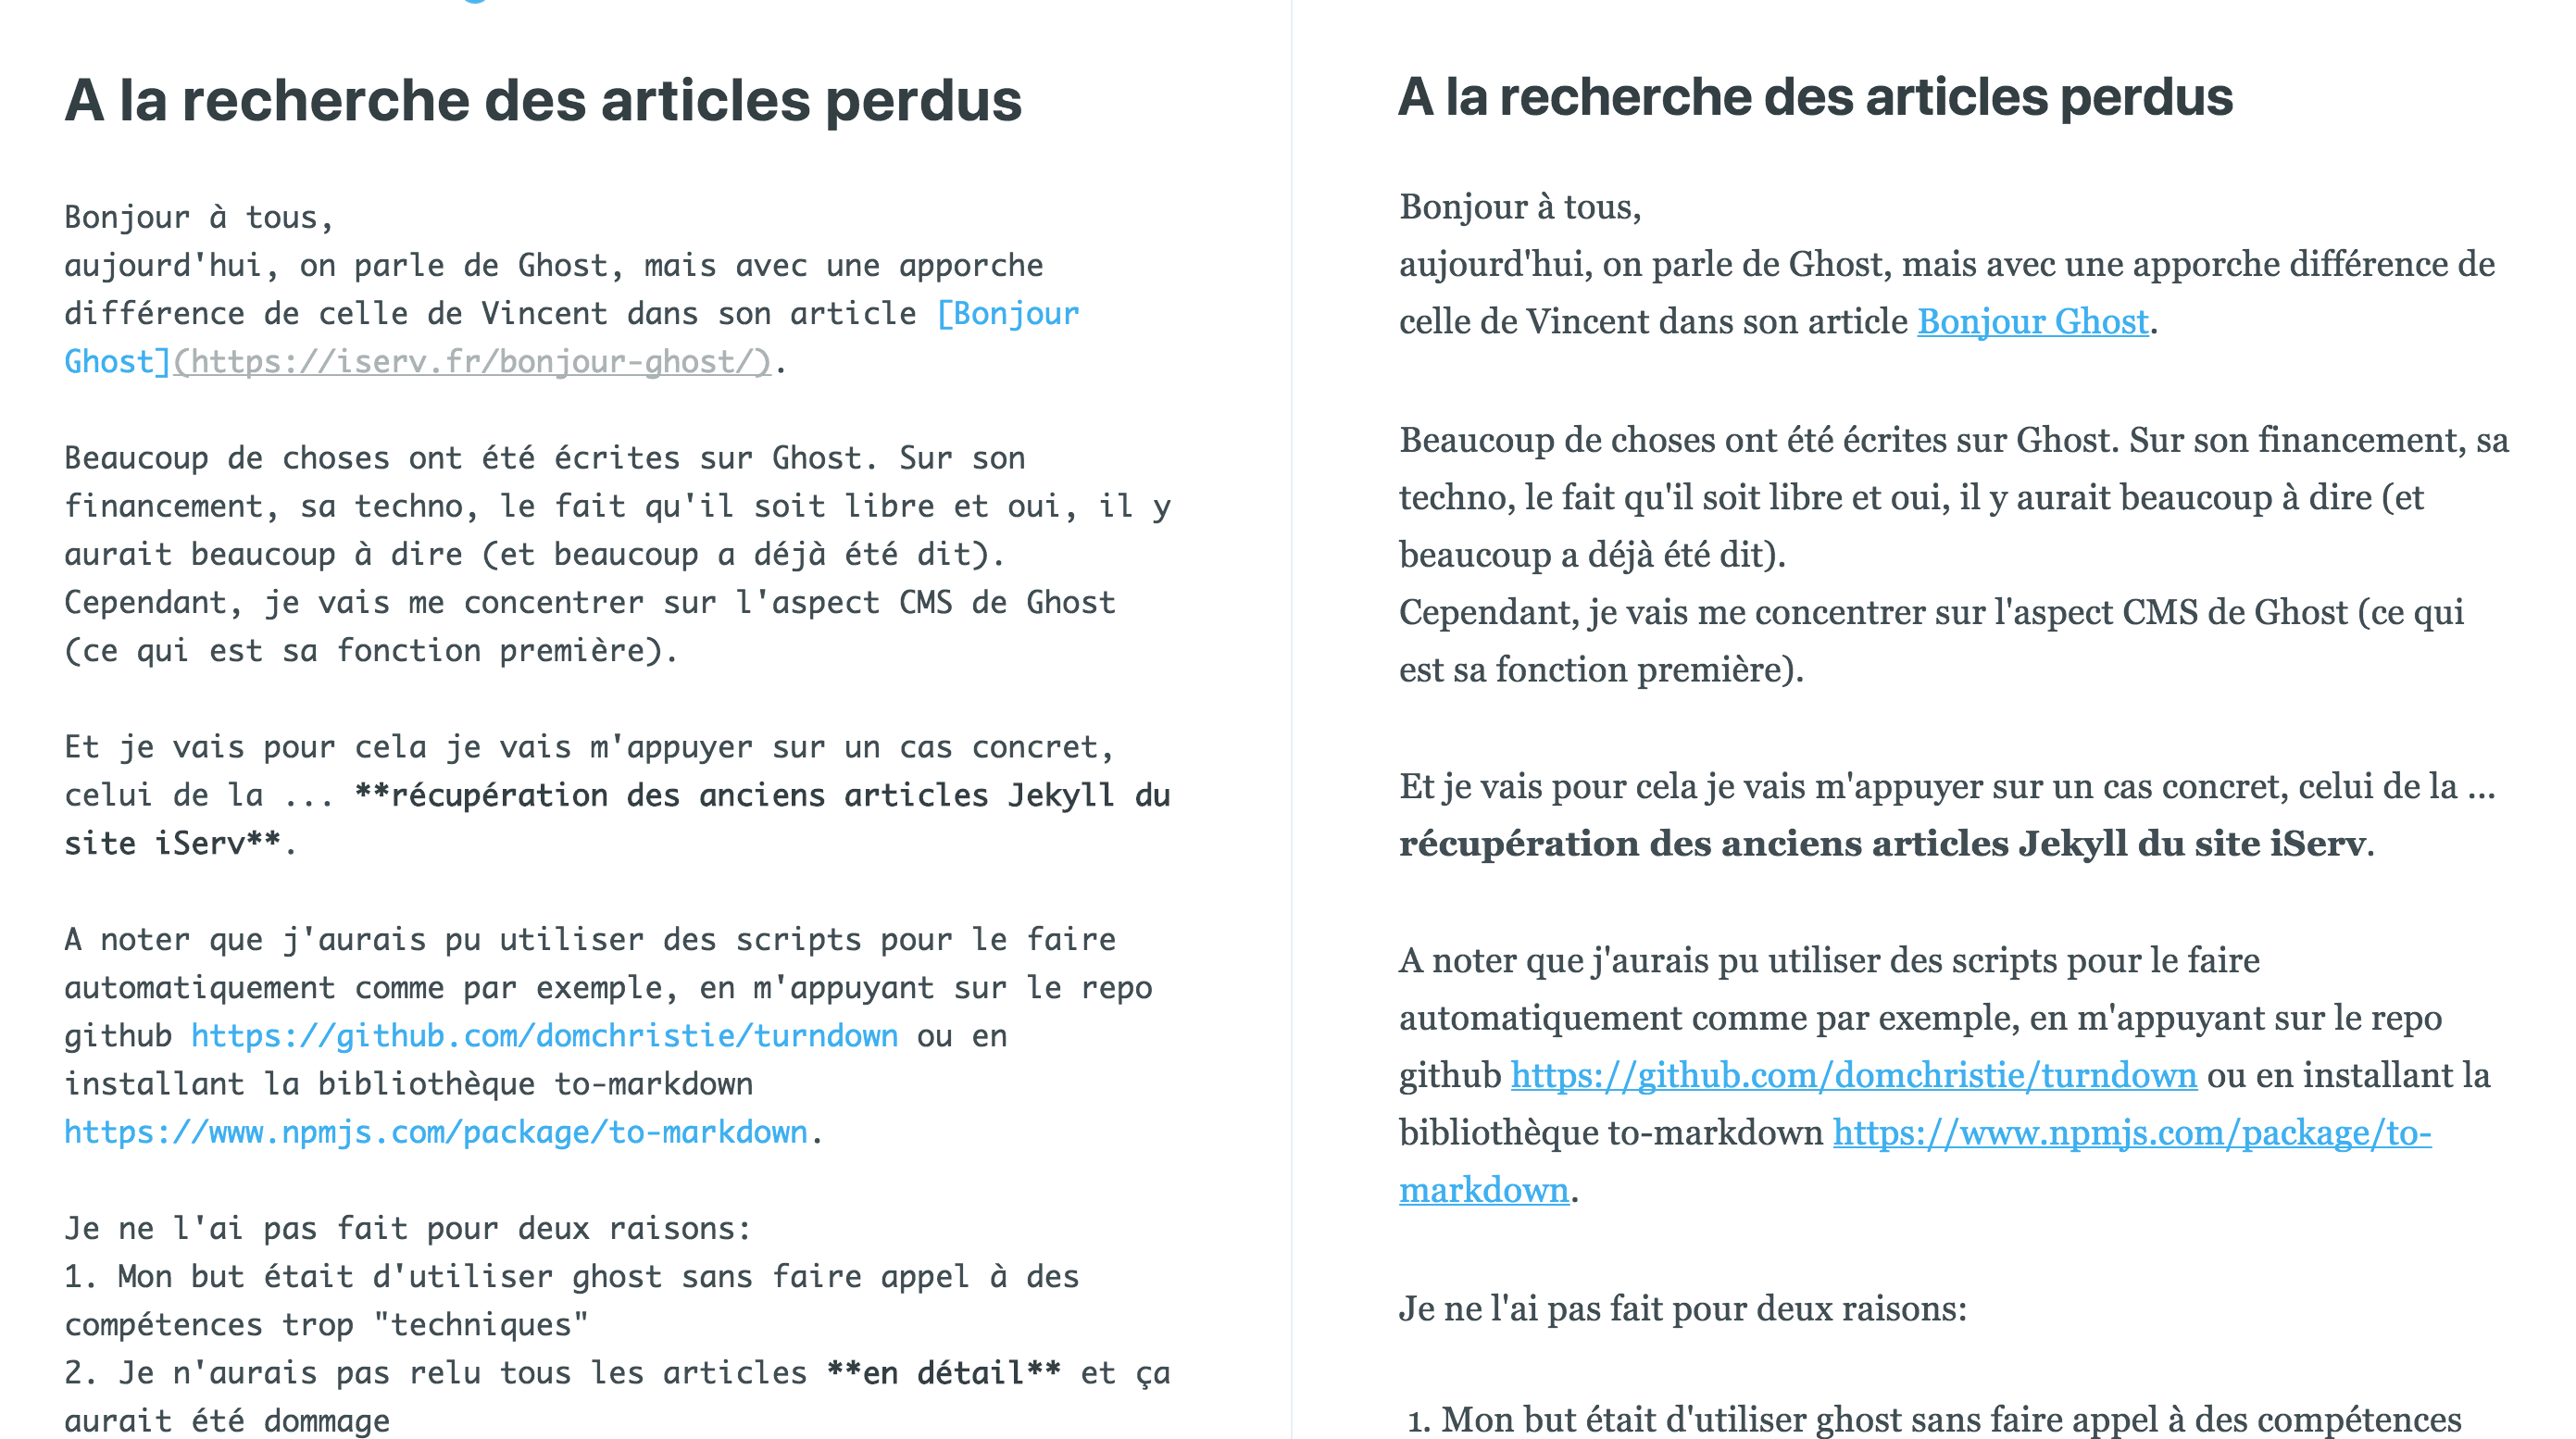 A la recherche des articles perdus
Bonjour à tous,
aujourd'hui, on parle de Ghost, mais avec une apporche
différence de celle de Vincent dans son article [Bonjour
Ghost](https://iserv.fr/bonjour-ghost/).
Beaucoup de choses ont été écrites sur Ghost. Sur son
financement, sa techno, le fait qu'il soit libre et oui, il y
aurait beaucoup à dire (et beaucoup a déjà été dit).
Cependant, je vais me concentrer sur l'aspect CMS de Ghost
(ce qui est sa fonction première).
Et je vais pour cela je vais m'appuyer sur un cas concret,
celui de la ... **récupération des anciens articles Jekyll du
site iServ**.
A noter que j'aurais pu utiliser des scripts pour le faire
automatiquement comme par exemple, en m'appuyant sur le repo
github https://github.com/domchristie/turndown ou en
installant la bibliothèque to-markdown
https://www.npmjs.com/package/to-markdown.
Je ne l'ai pas fait pour deux raisons:
1. Mon but était d'utiliser ghost sans faire appel à des
compétences trop "techniques"
2. Je n'aurais pas relu tous les articles **en détail** et ça
aurait été dommage
A la recherche des articles perdus
Bonjour à tous,
aujourd'hui, on parle de Ghost, mais avec une apporche différence de
celle de Vincent dans son article Bonjour Ghost.
Beaucoup de choses ont été écrites sur Ghost. Sur son financement, sa
techno, le fait qu'il soit libre et oui, il y aurait beaucoup à dire (et
beaucoup a déjà été dit).
Cependant, je vais me concentrer sur l'aspect CMS de Ghost (ce qui
est sa fonction première).
Et je vais pour cela je vais m'appuyer sur un cas concret, celui de la ...
récupération des anciens articles Jekyll du site iServ.
A noter que j'aurais pu utiliser des scripts pour le faire
automatiquement comme par exemple, en m'appuyant sur le repo
github https://github.com/domchristie/turndown ou en installant la
bibliothèque to-markdown https://www.npmjs.com/package/to-
markdown.
Je ne l'ai pas fait pour deux raisons:
1. Mon but était d'utiliser ghost sans faire appel à des compétences